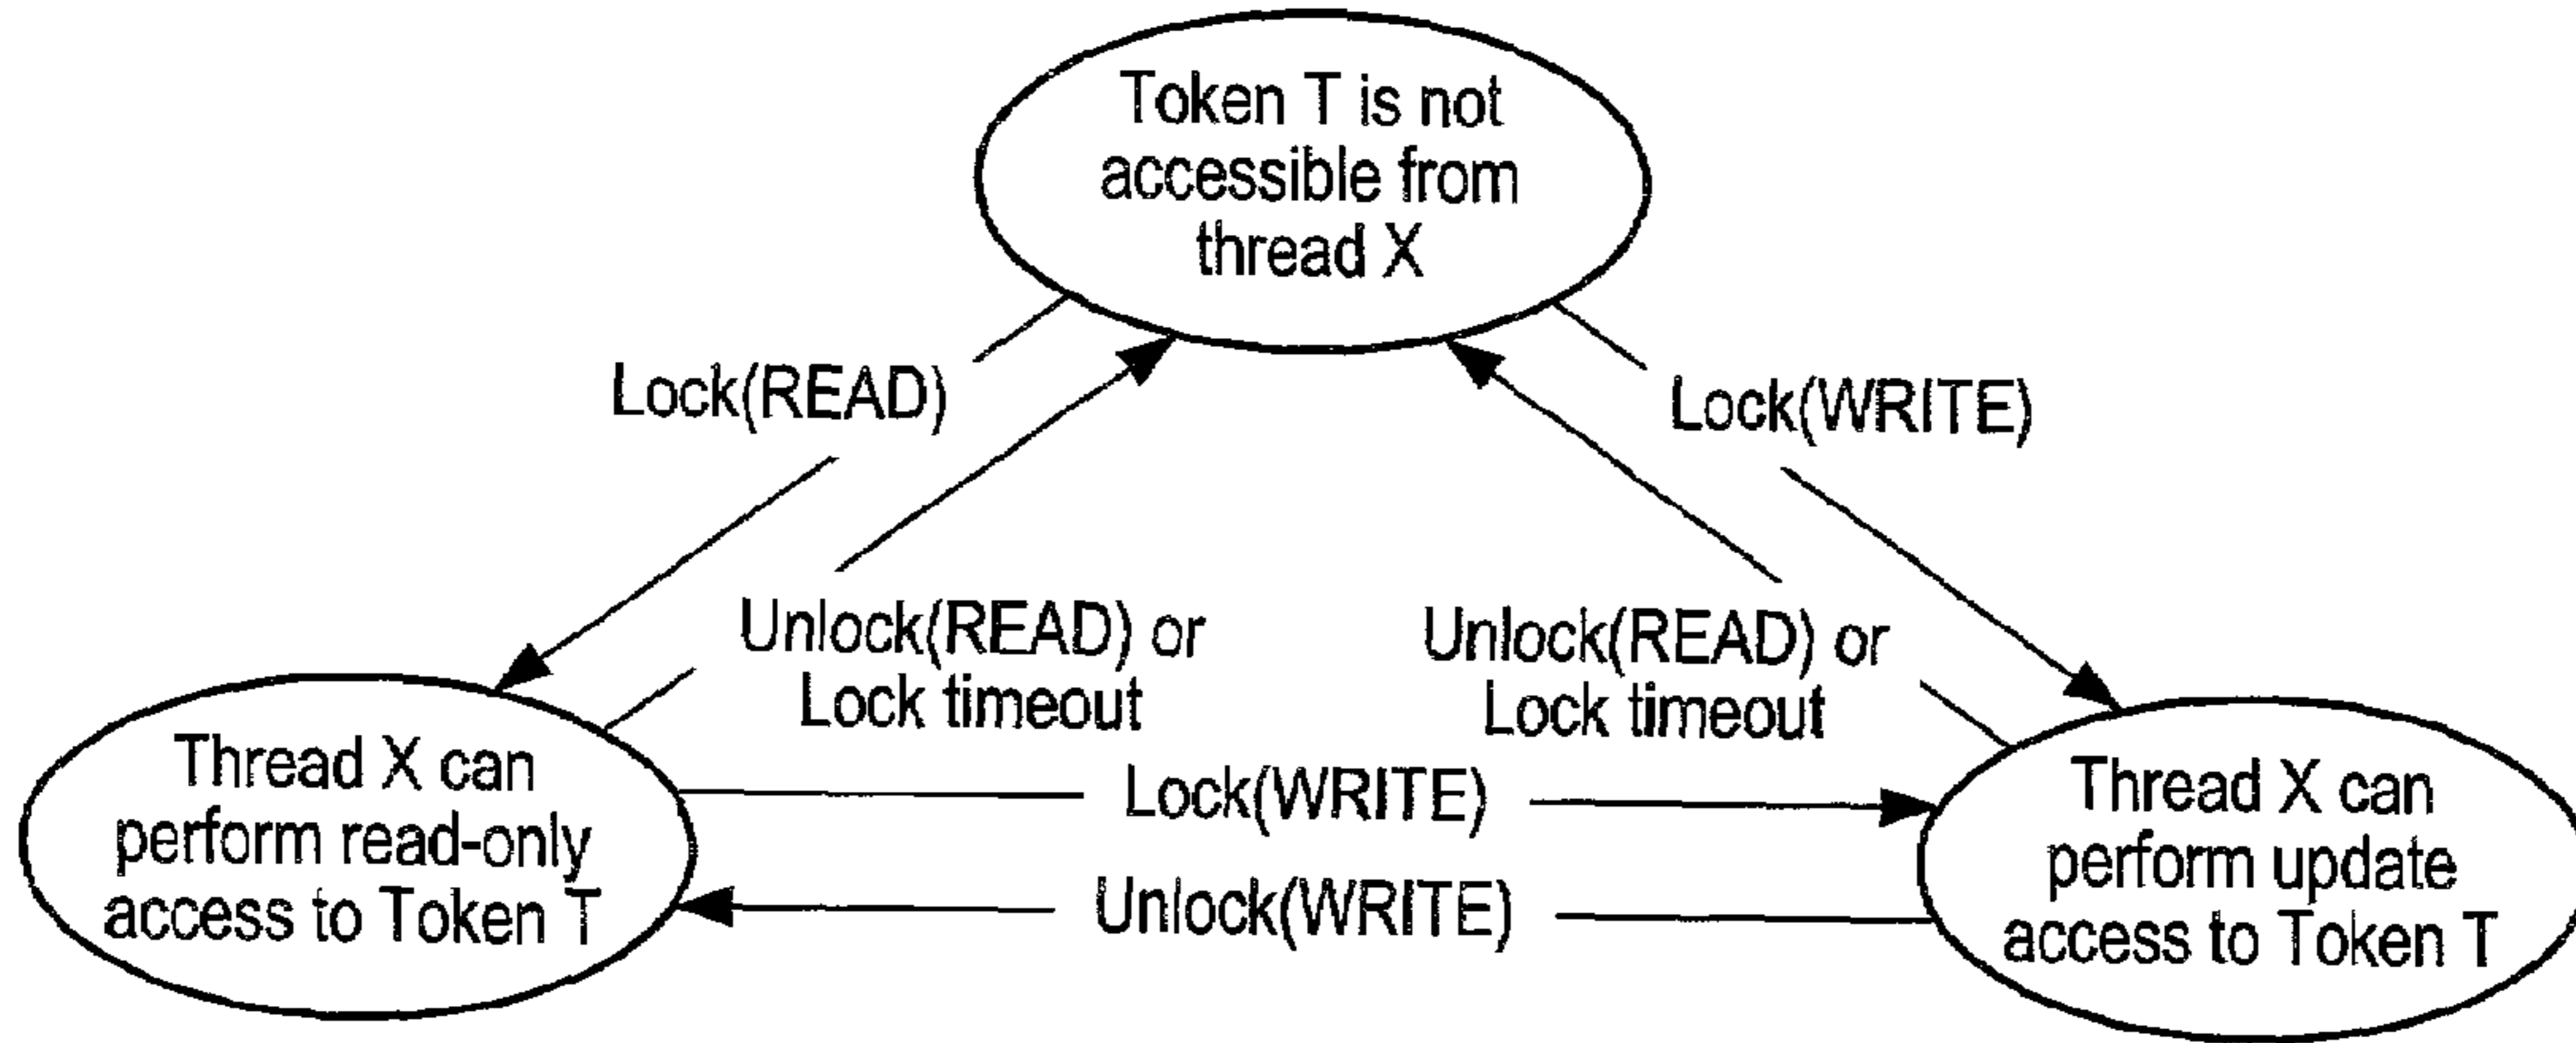 Token T is not
accessible from
thread X
Lock(READ)
Lock(WRITE)
Unlock(READ) or
Lock timeout
Unlock(READ) or
Lock timeout
Thread X can
perform read-only
access to Token T
Lock(WRITE)
Unlock(WRITE)
Thread X can
perform update
access to Token T